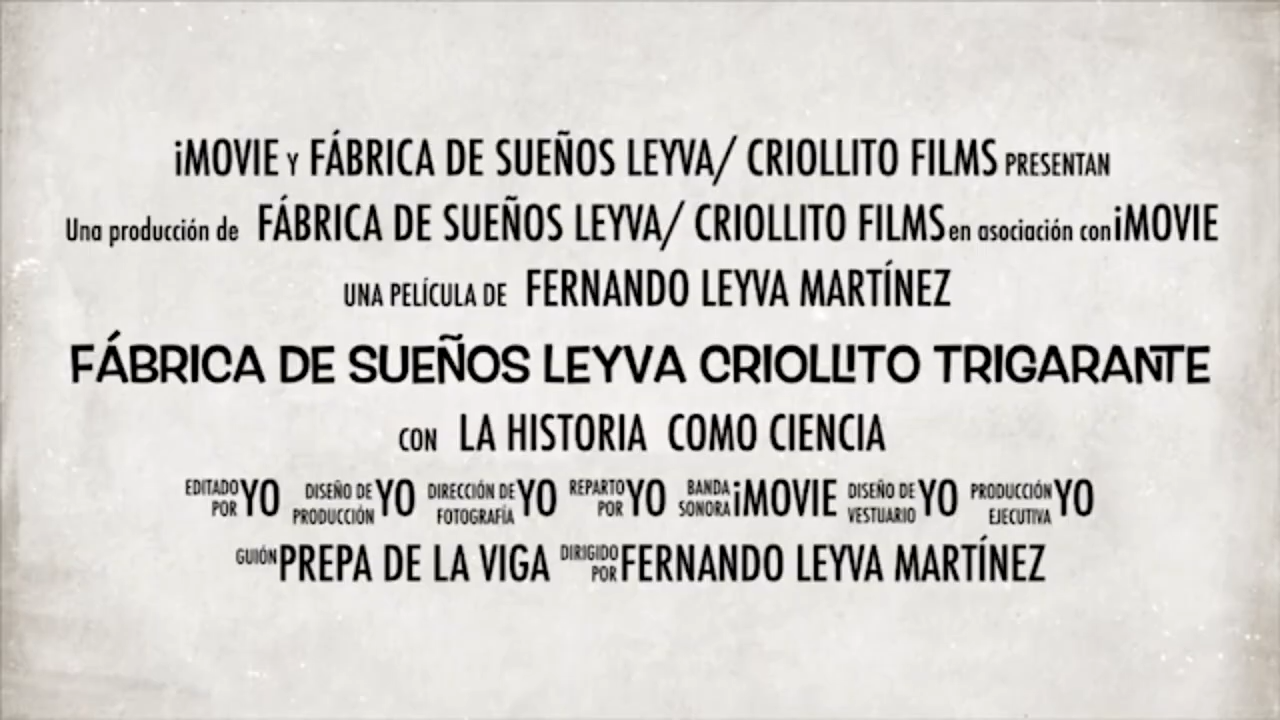 iMOVIE Y FÁBRICA DE SUEÑOS LEYVA/ CRIOLLITO FILMS PRESENTAN
Una producción de FÁBRICA DE SUEÑOS LEYVA/ CRIOLLITO FILMS en asociación con iMOVIE
UNA PELÍCULA DE FERNANDO LEYVA MARTÍNEZ
FÁBRICA DE SUEÑOS LEYVA CRIOLLITO TRIGARANTE
CON LA HISTORIA COMO CIENCIA
EDITADO POR YO DISEÑO DE PRODUCCIÓN YO DIRECCIÓN DE FOTOGRAFÍA YO REPARTO POR YO BANDA SONORA iMOVIE DISEÑO DE VESTUARIO YO PRODUCCIÓN EJECUTIVA YO
GUIÓN PREPA DE LA VIGA DIRIGIDO POR FERNANDO LEYVA MARTÍNEZ